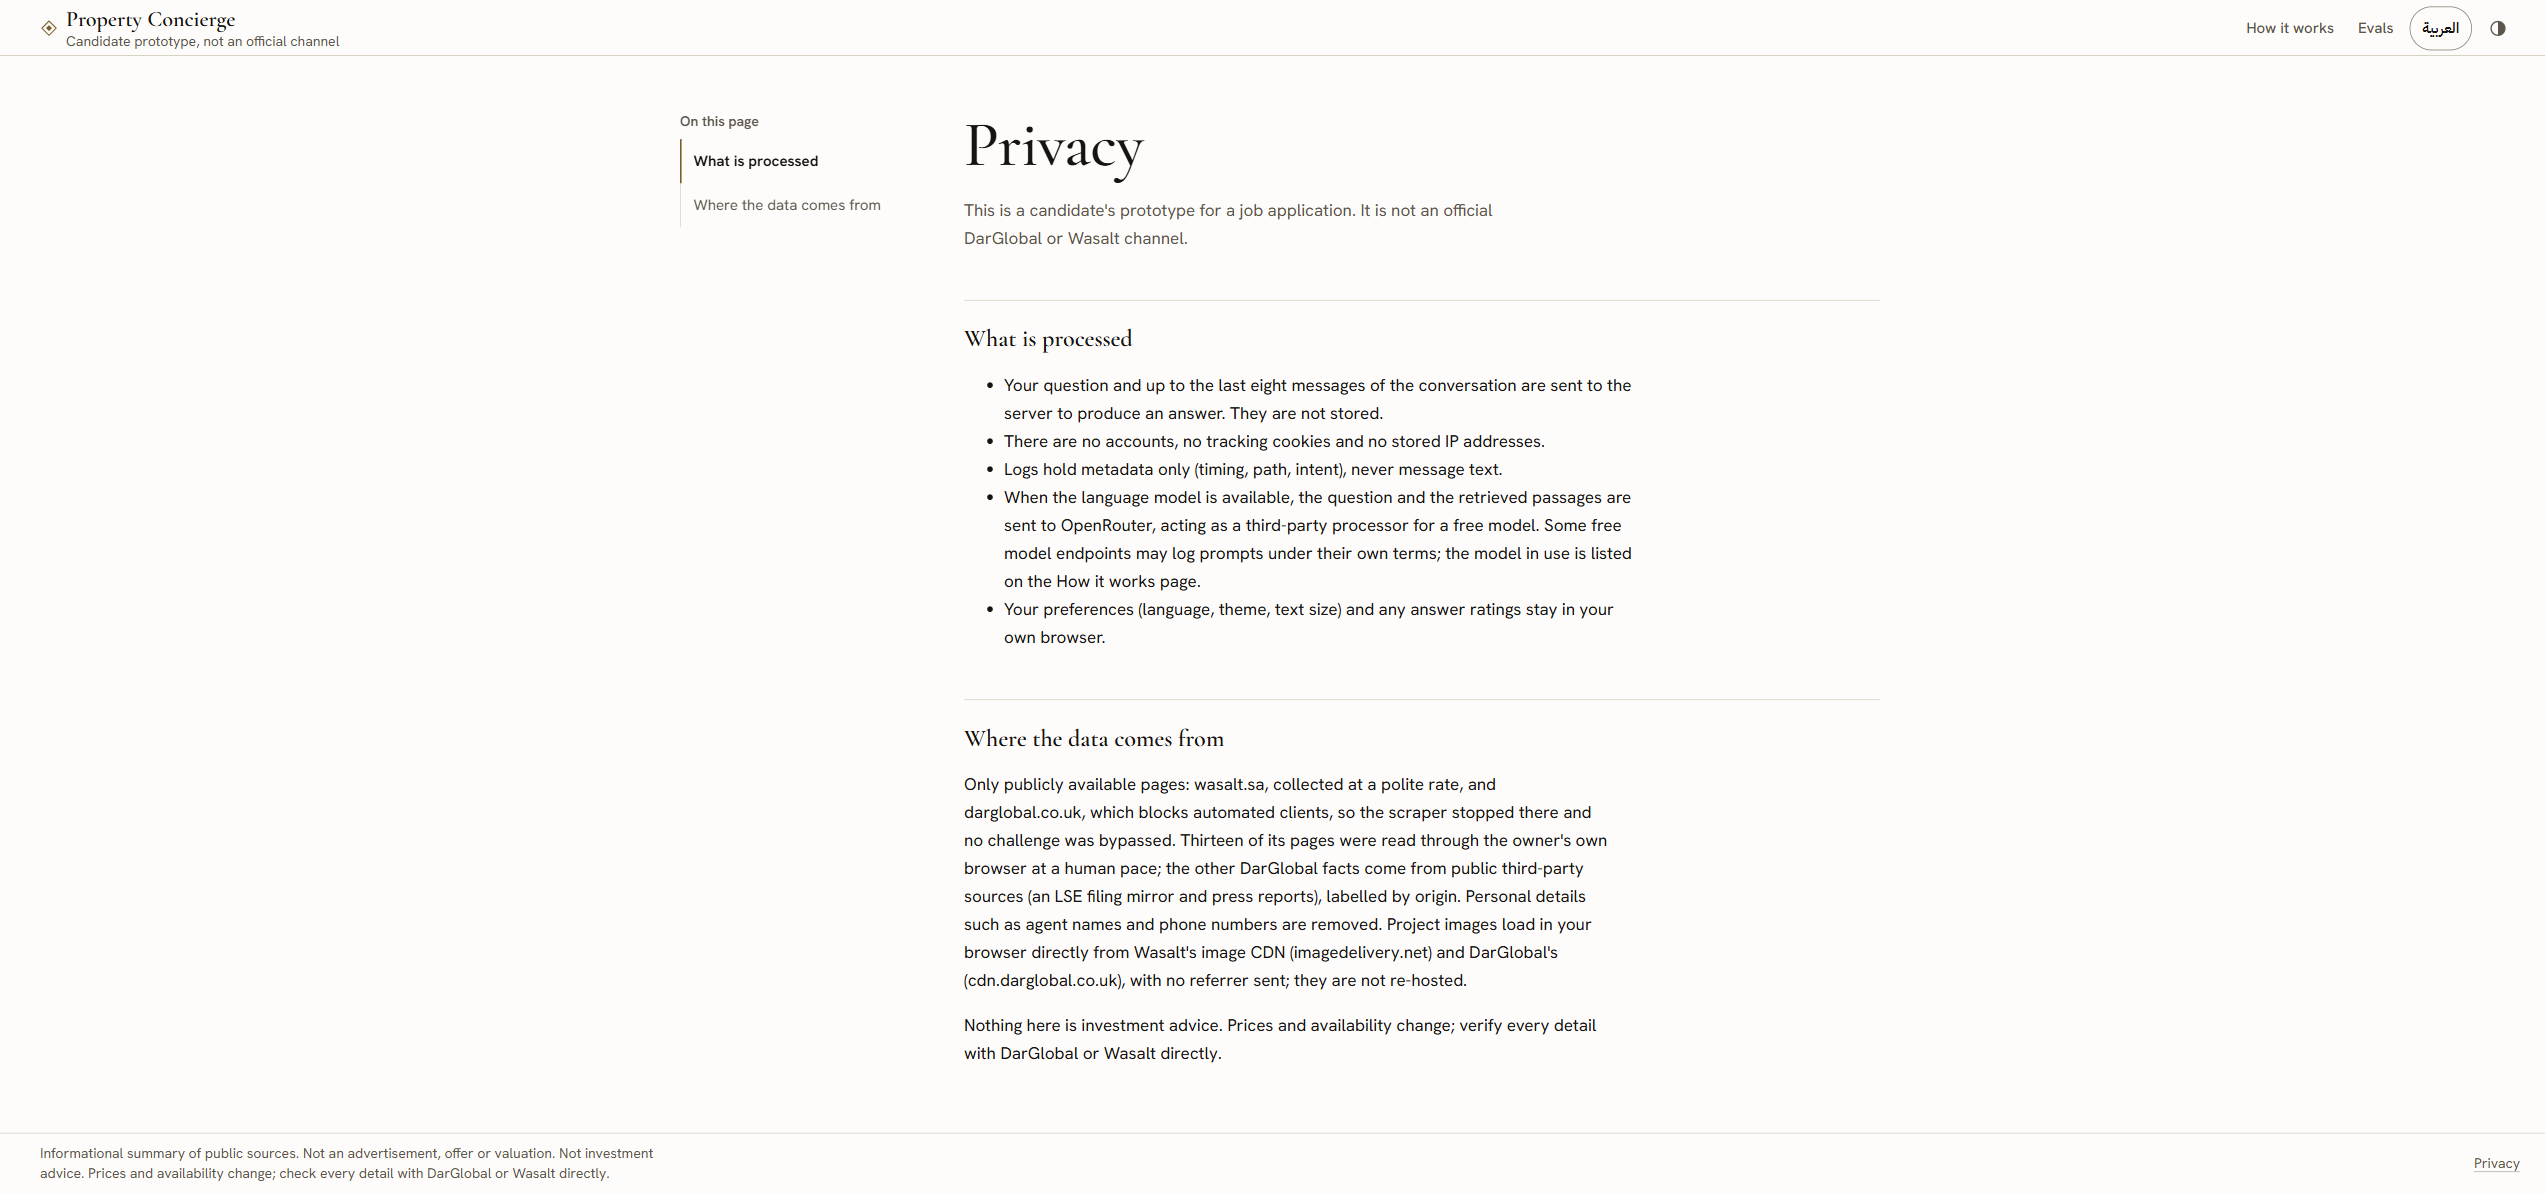 Property Concierge
Candidate prototype, not an official channel
How it works
Evals
العربية
On this page
What is processed
Where the data comes from
Privacy
This is a candidate's prototype for a job application. It is not an official
DarGlobal or Wasalt channel.
What is processed
• Your question and up to the last eight messages of the conversation are sent to the
server to produce an answer. They are not stored.
• There are no accounts, no tracking cookies and no stored IP addresses.
• Logs hold metadata only (timing, path, intent), never message text.
• When the language model is available, the question and the retrieved passages are
sent to OpenRouter, acting as a third-party processor for a free model. Some free
model endpoints may log prompts under their own terms; the model in use is listed
on the How it works page.
• Your preferences (language, theme, text size) and any answer ratings stay in your
own browser.
Where the data comes from
Only publicly available pages: wasalt.sa, collected at a polite rate, and
darglobal.co.uk, which blocks automated clients, so the scraper stopped there and
no challenge was bypassed. Thirteen of its pages were read through the owner's own
browser at a human pace; the other DarGlobal facts come from public third-party
sources (an LSE filing mirror and press reports), labelled by origin. Personal details
such as agent names and phone numbers are removed. Project images load in your
browser directly from Wasalt's image CDN (imagedelivery.net) and DarGlobal's
(cdn.darglobal.co.uk), with no referrer sent; they are not re-hosted.
Nothing here is investment advice. Prices and availability change; verify every detail
with DarGlobal or Wasalt directly.
Informational summary of public sources. Not an advertisement, offer or valuation. Not investment
advice. Prices and availability change; check every detail with DarGlobal or Wasalt directly.
Privacy